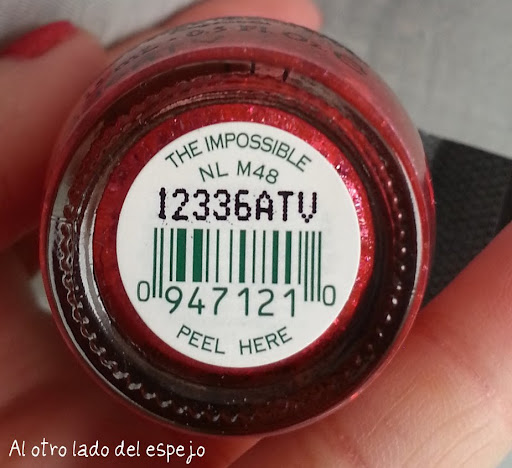 THE IMPOSSIBLE
NL M48
12336ATV
0 947121 0
PEEL HERE
Al otro lado del espejo